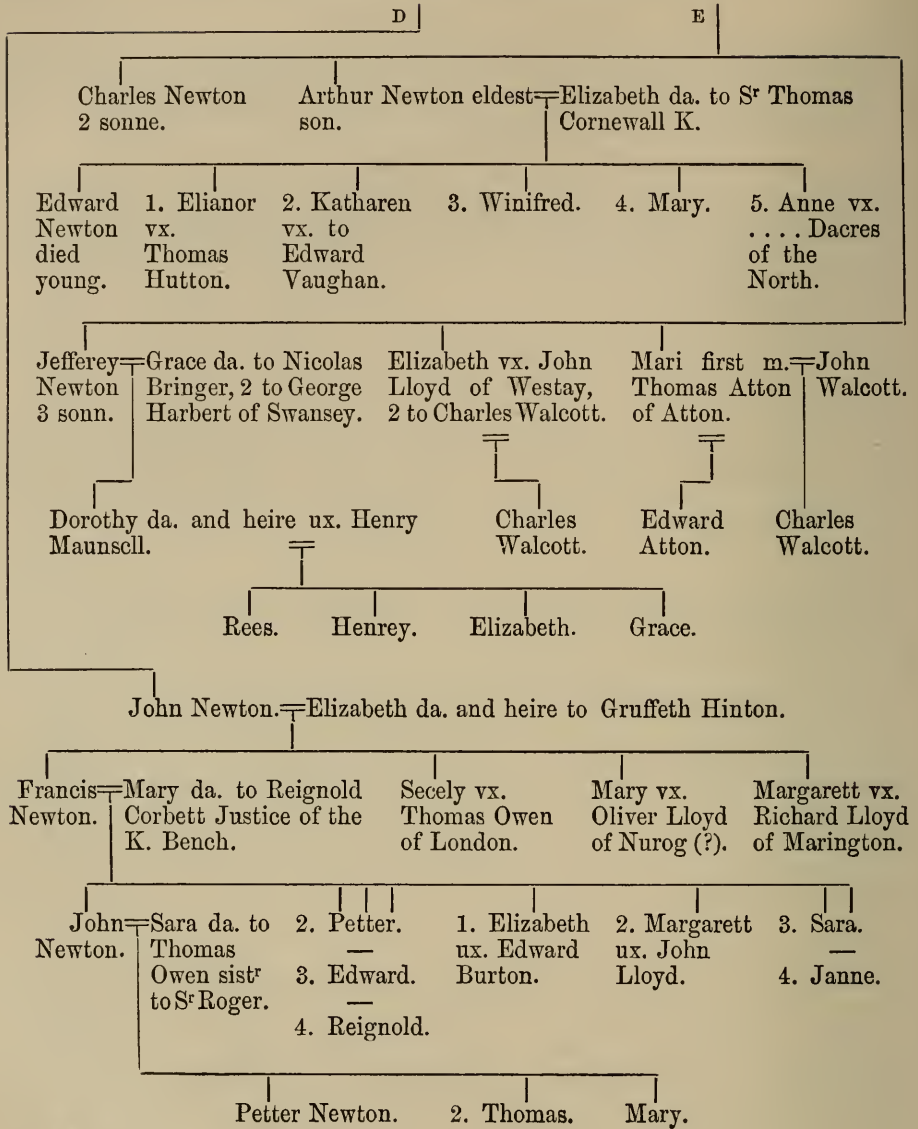 D
E
Charles Newton
2 sonne.
Arthur Newton eldest
son.
Elizabeth da. to Sʳ Thomas
Cornewall K.
Edward
Newton
died
young.
1. Elianor
vx.
Thomas
Hutton.
2. Katharen
vx. to
Edward
Vaughan.
3. Winifred.
4. Mary.
5. Anne vx.
. . . . Dacres
of the
North.
Jefferey
Newton
3 sonn.
Grace da. to Nicolas
Bringer, 2 to George
Harbert of Swansey.
Elizabeth vx. John
Lloyd of Westay,
2 to Charles Walcott.
Mari first m.
Thomas Atton
of Atton.
John
Walcott.
Dorothy da. and heire ux. Henry
Maunsell.
Charles
Walcott.
Edward
Atton.
Charles
Walcott.
Rees.
Henrey.
Elizabeth.
Grace.
John Newton.
Elizabeth da. and heire to Gruffeth Hinton.
Francis
Newton.
Mary da. to Reignold
Corbett Justice of the
K. Bench.
Secely vx.
Thomas Owen
of London.
Mary vx.
Oliver Lloyd
of Nurog (?).
Margarett vx.
Richard Lloyd
of Marington.
John
Newton.
Sara da. to
Thomas
Owen sistʳ
to Sʳ Roger.
2. Petter.
—
3. Edward.
—
4. Reignold.
1. Elizabeth
ux. Edward
Burton.
2. Margarett
ux. John
Lloyd.
3. Sara.
—
4. Janne.
Petter Newton.
2. Thomas.
Mary.